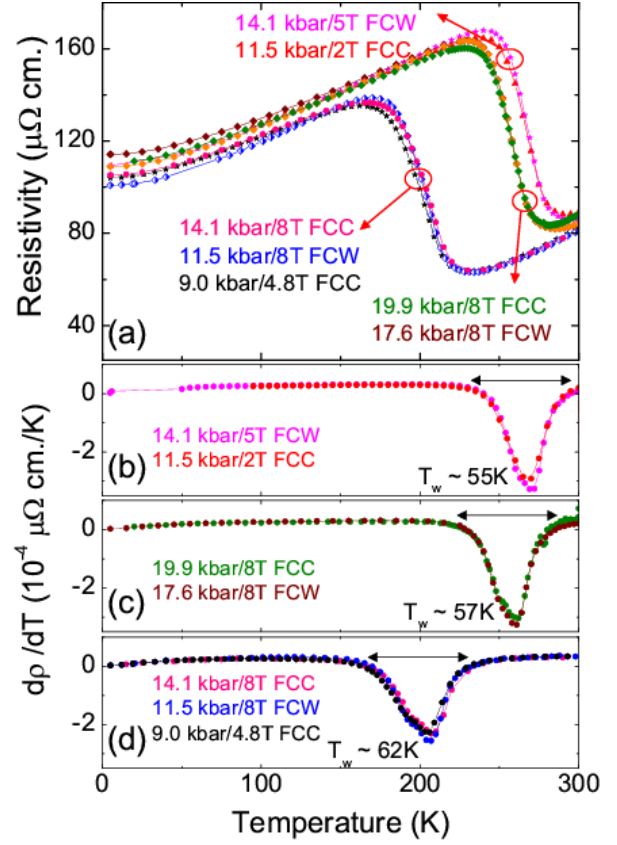 14.1 kbar/5T FCW
11.5 kbar/2T FCC
160
120
80
40
Resistivity (μΩ cm.)
14.1 kbar/8T FCC
11.5 kbar/8T FCW
9.0 kbar/4.8T FCC
19.9 kbar/8T FCC
17.6 kbar/8T FCW
(a)
0
-2
14.1 kbar/5T FCW
11.5 kbar/2T FCC
(b)
T_w ~ 55K
0
-2
19.9 kbar/8T FCC
17.6 kbar/8T FCW
(c)
T_w ~ 57K
dρ/dT (10⁻⁴ μΩ cm./K)
0
-2
14.1 kbar/8T FCC
11.5 kbar/8T FCW
9.0 kbar/4.8T FCC
(d)
T_w ~ 62K
0 100 200 300
Temperature (K)